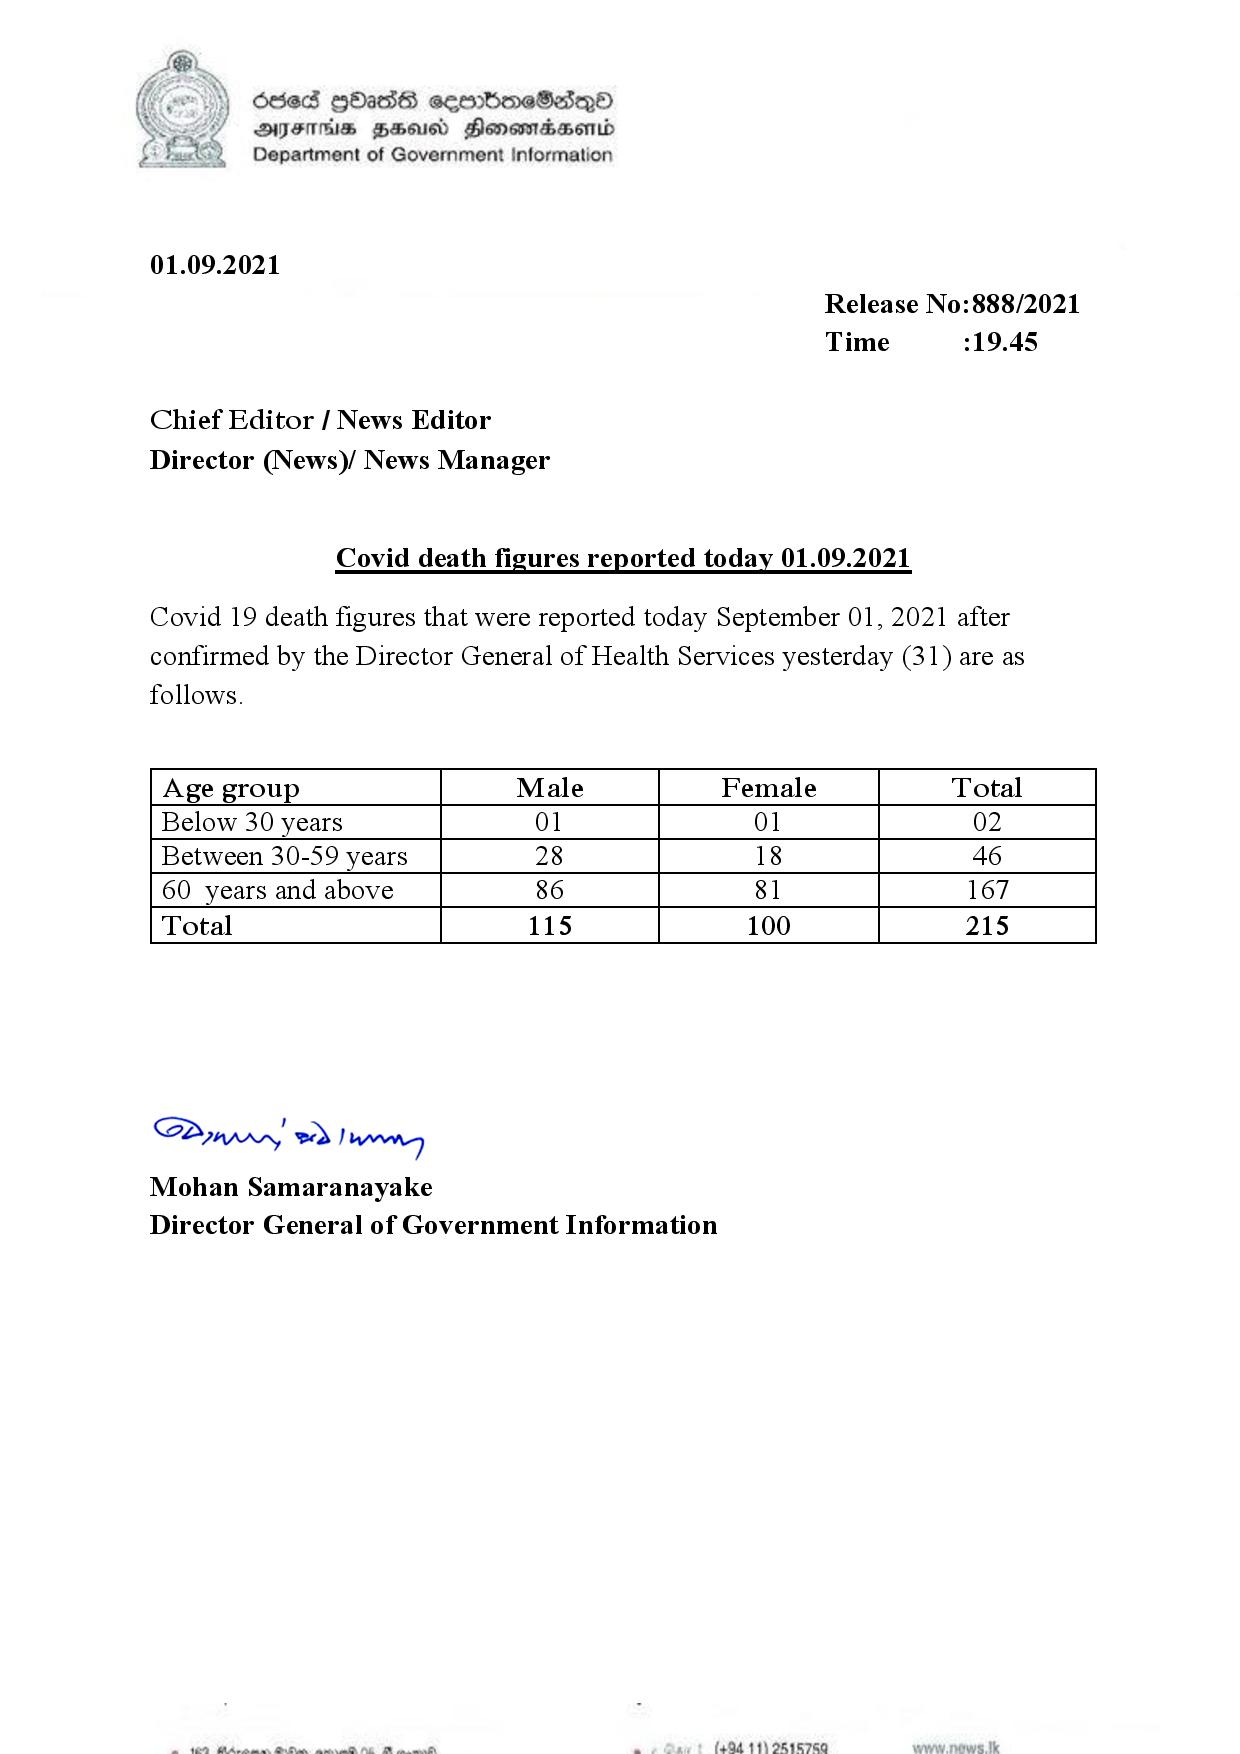 රජයේ ප්‍රවෘත්ති දෙපාර්තමේන්තුව
அரசாங்க தகவல் திணைக்களம்
Department of Government Information
01.09.2021
Release No:888/2021
Time :19.45
Chief Editor / News Editor
Director (News)/ News Manager
Covid death figures reported today 01.09.2021
Covid 19 death figures that were reported today September 01, 2021 after
confirmed by the Director General of Health Services yesterday (31) are as
follows.
Age group Male Female Total
Below 30 years 01 01 02
Between 30-59 years 28 18 46
60 years and above 86 81 167
Total 115 100 215
Mohan Samaranayake
Director General of Government Information
(+94 11) 2515759 www.news.lk